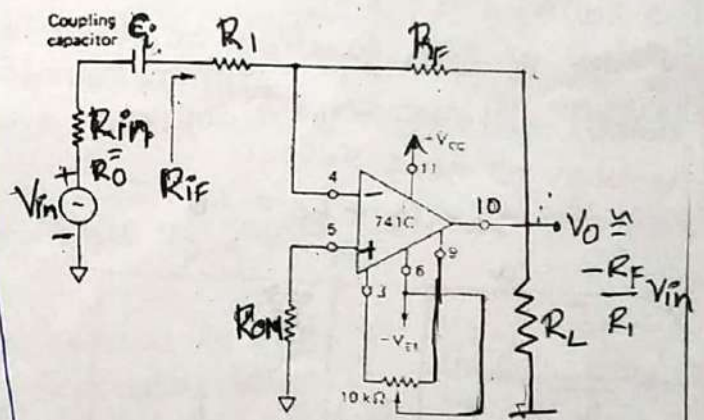 Coupling
capacitor
Ci
R1
RF
Rin
=
R0
RiF
+
Vin
-
-VCC
11
4
-
741C
10
5
+
9
6
3
ROM
-VEE
10 kΩ
RL
VO ≅
-RF
R1
Vin